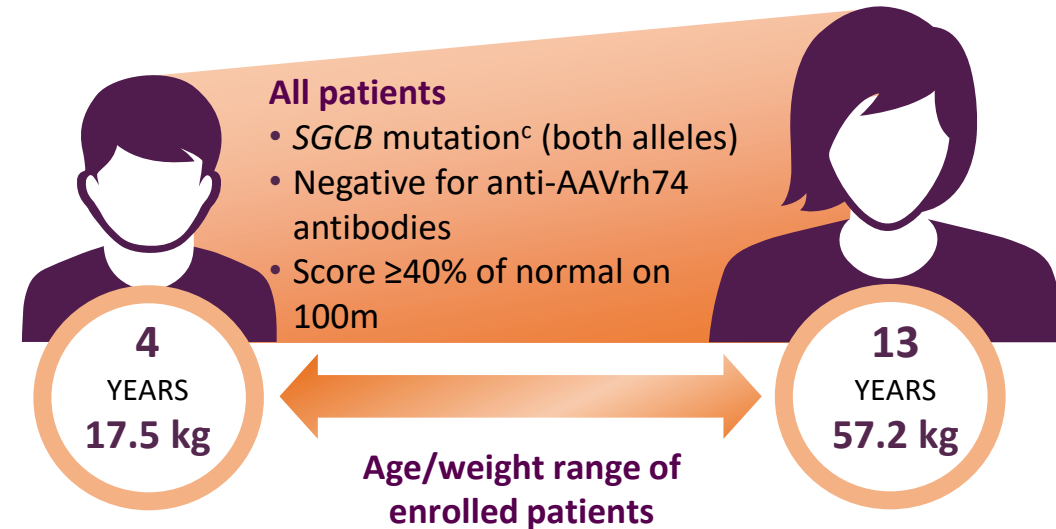 All patients
• SGCB mutationᶜ (both alleles)
• Negative for anti-AAVrh74
antibodies
• Score ≥40% of normal on
100m
4
YEARS
17.5 kg
13
YEARS
57.2 kg
Age/weight range of
enrolled patients